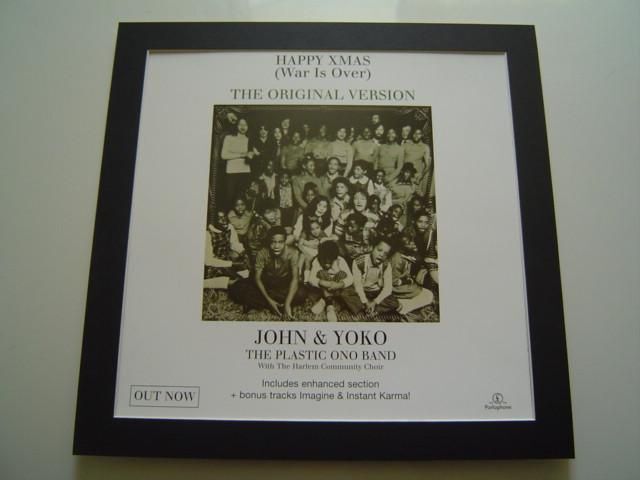 HAPPY XMAS
(War Is Over)
THE ORIGINAL VERSION
JOHN & YOKO
THE PLASTIC ONO BAND
With The Harlem Community Choir
Includes enhanced section
+ bonus tracks Imagine & Instant Karma!
OUT NOW
Parlophone